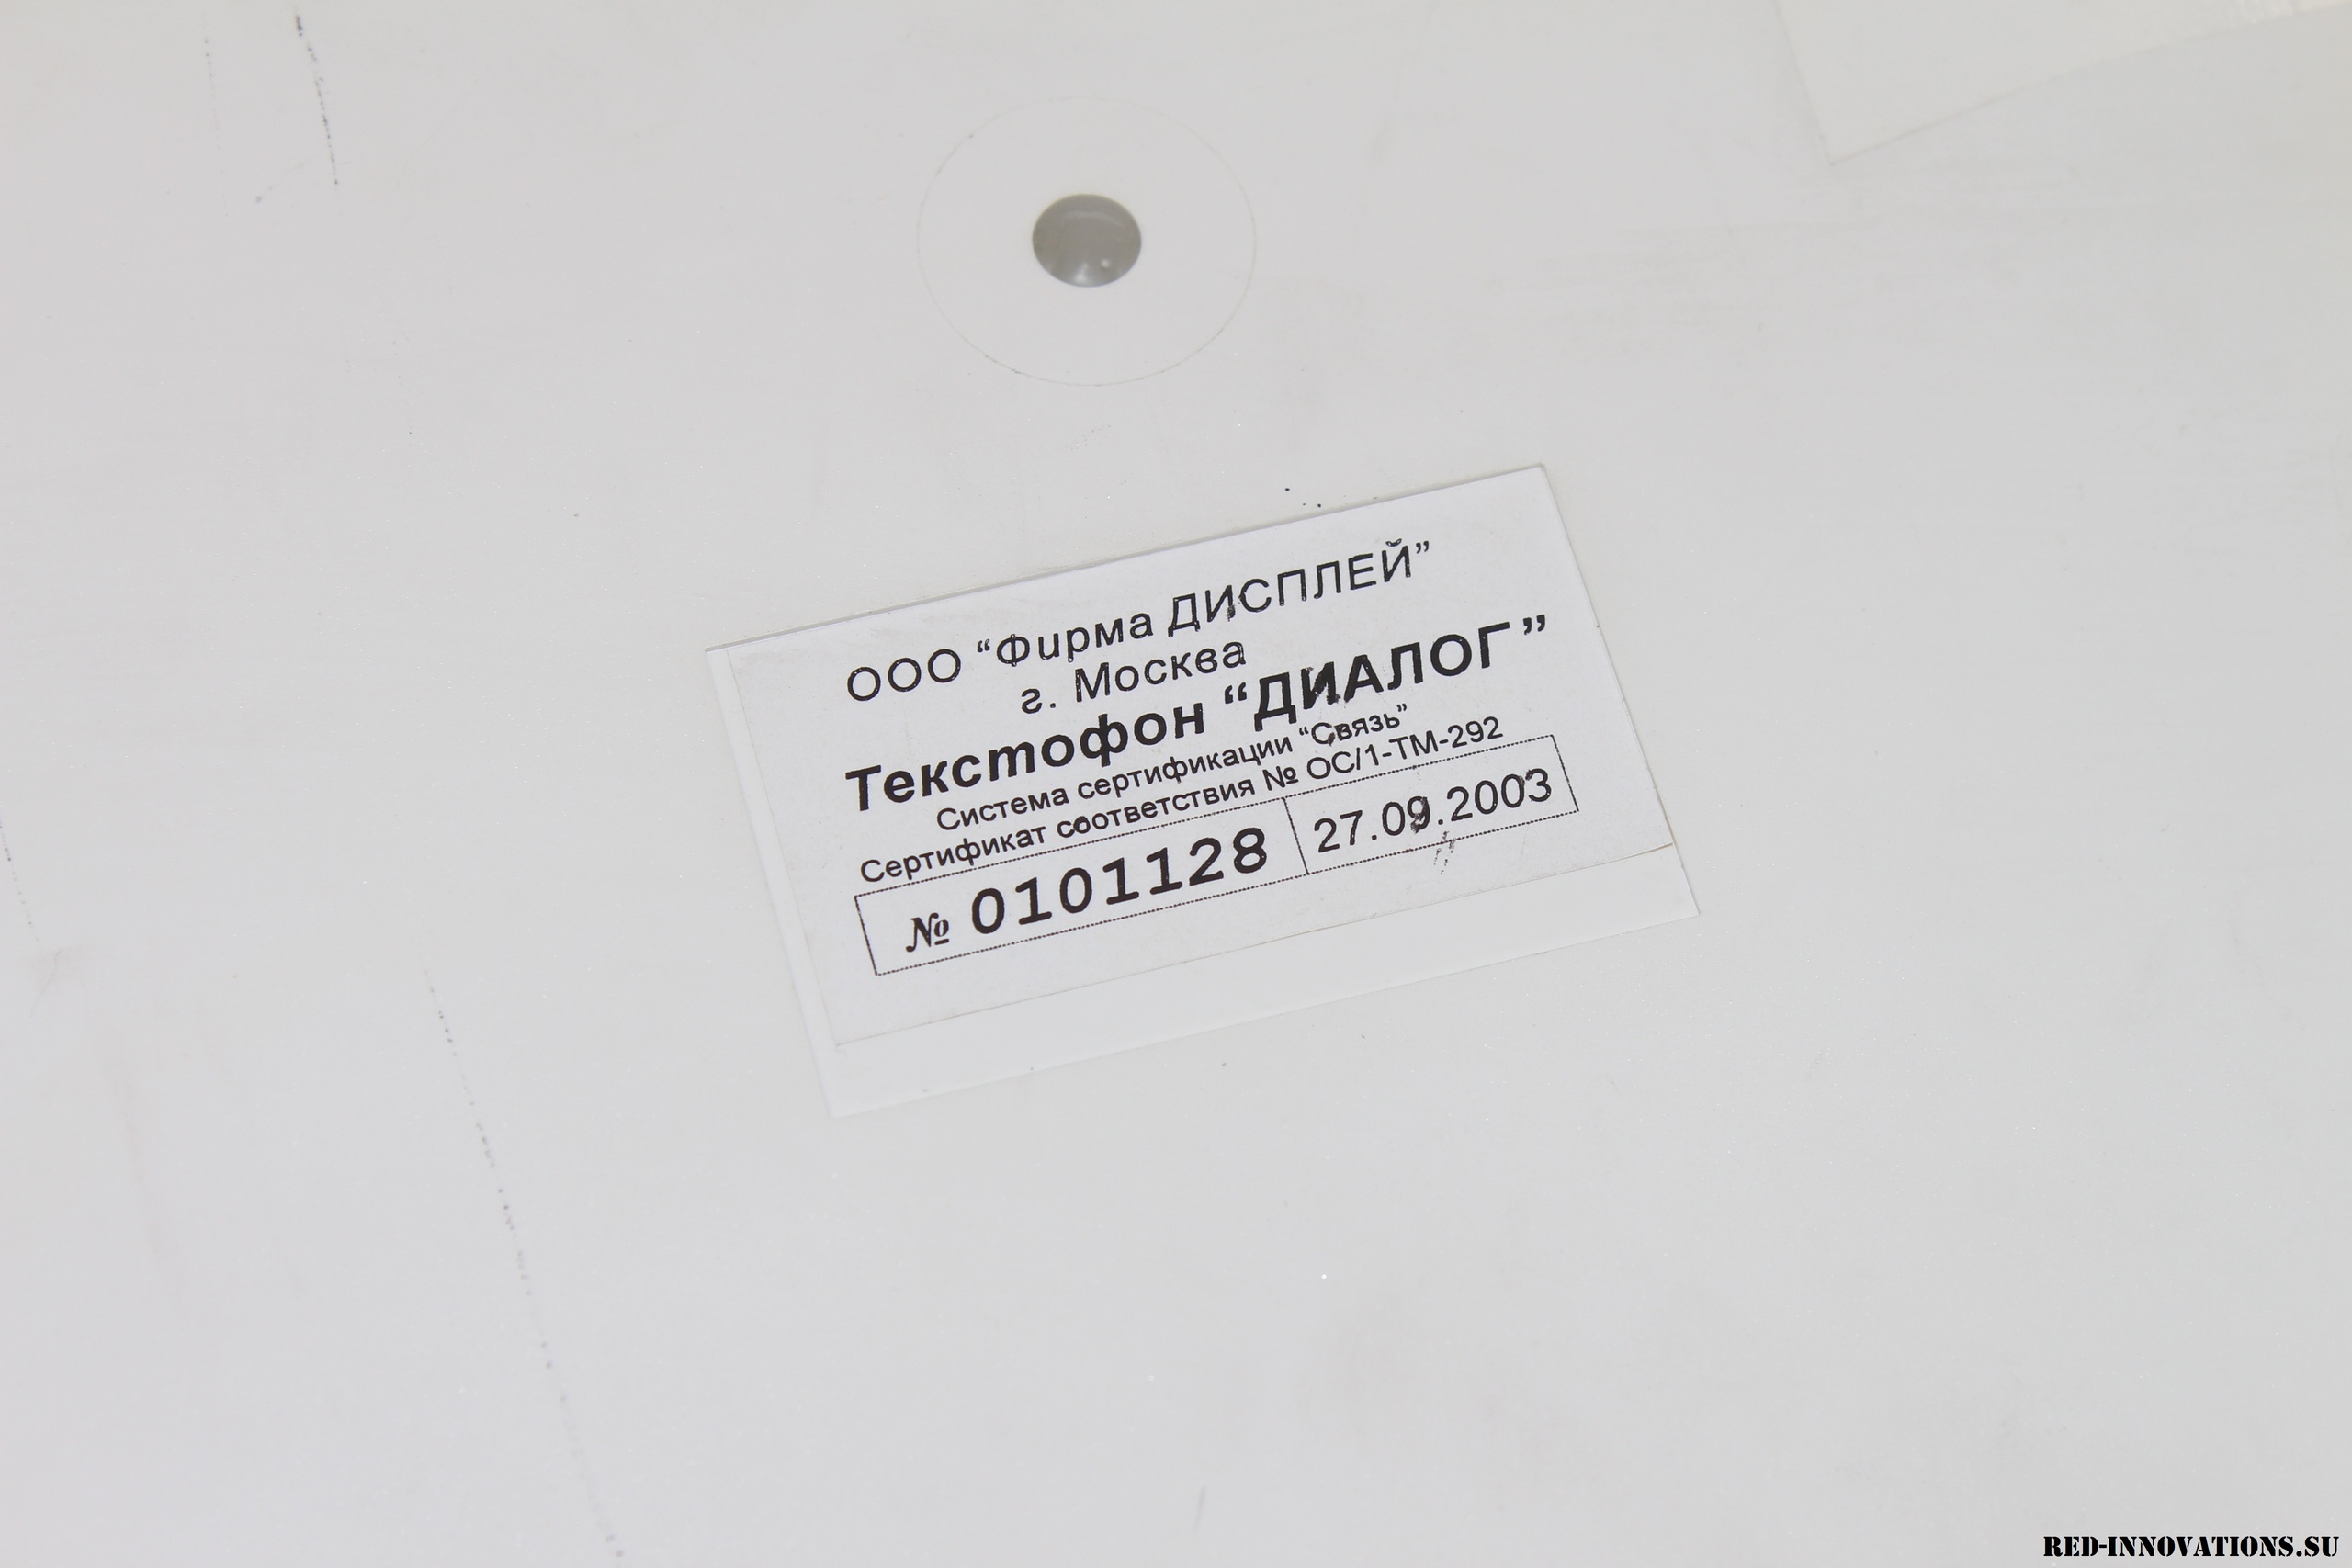 ООО “Фирма ДИСПЛЕЙ”
г. Москва
Текстофон “ДИАЛОГ”
Система сертификации “Связь”
Сертификат соответствия № ОС/1-ТМ-292
№ 0101128 27.09.2003
RED-INNOVATIONS.SU